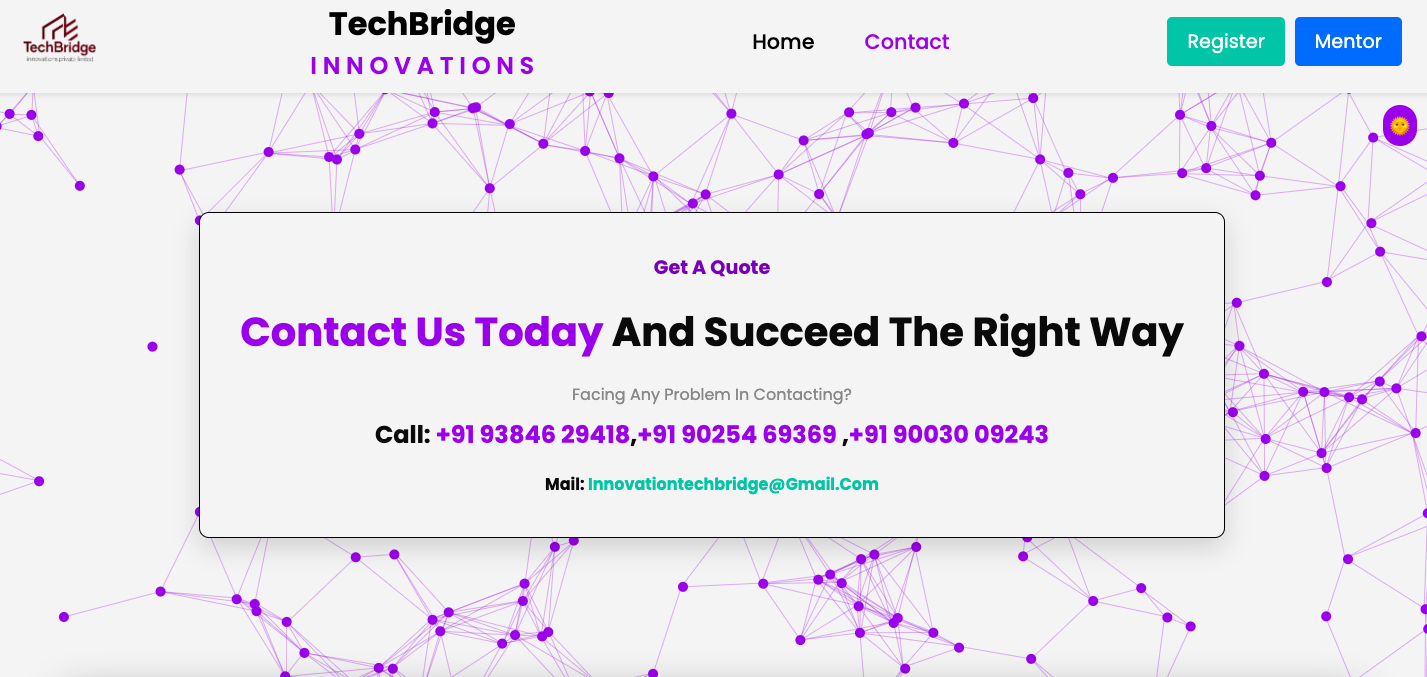 TechBridge
innovations private limited
TechBridge
INNOVATIONS
Home
Contact
Register
Mentor
Get A Quote
Contact Us Today And Succeed The Right Way
Facing Any Problem In Contacting?
Call: +91 93846 29418,+91 90254 69369 ,+91 90030 09243
Mail: Innovationtechbridge@Gmail.Com